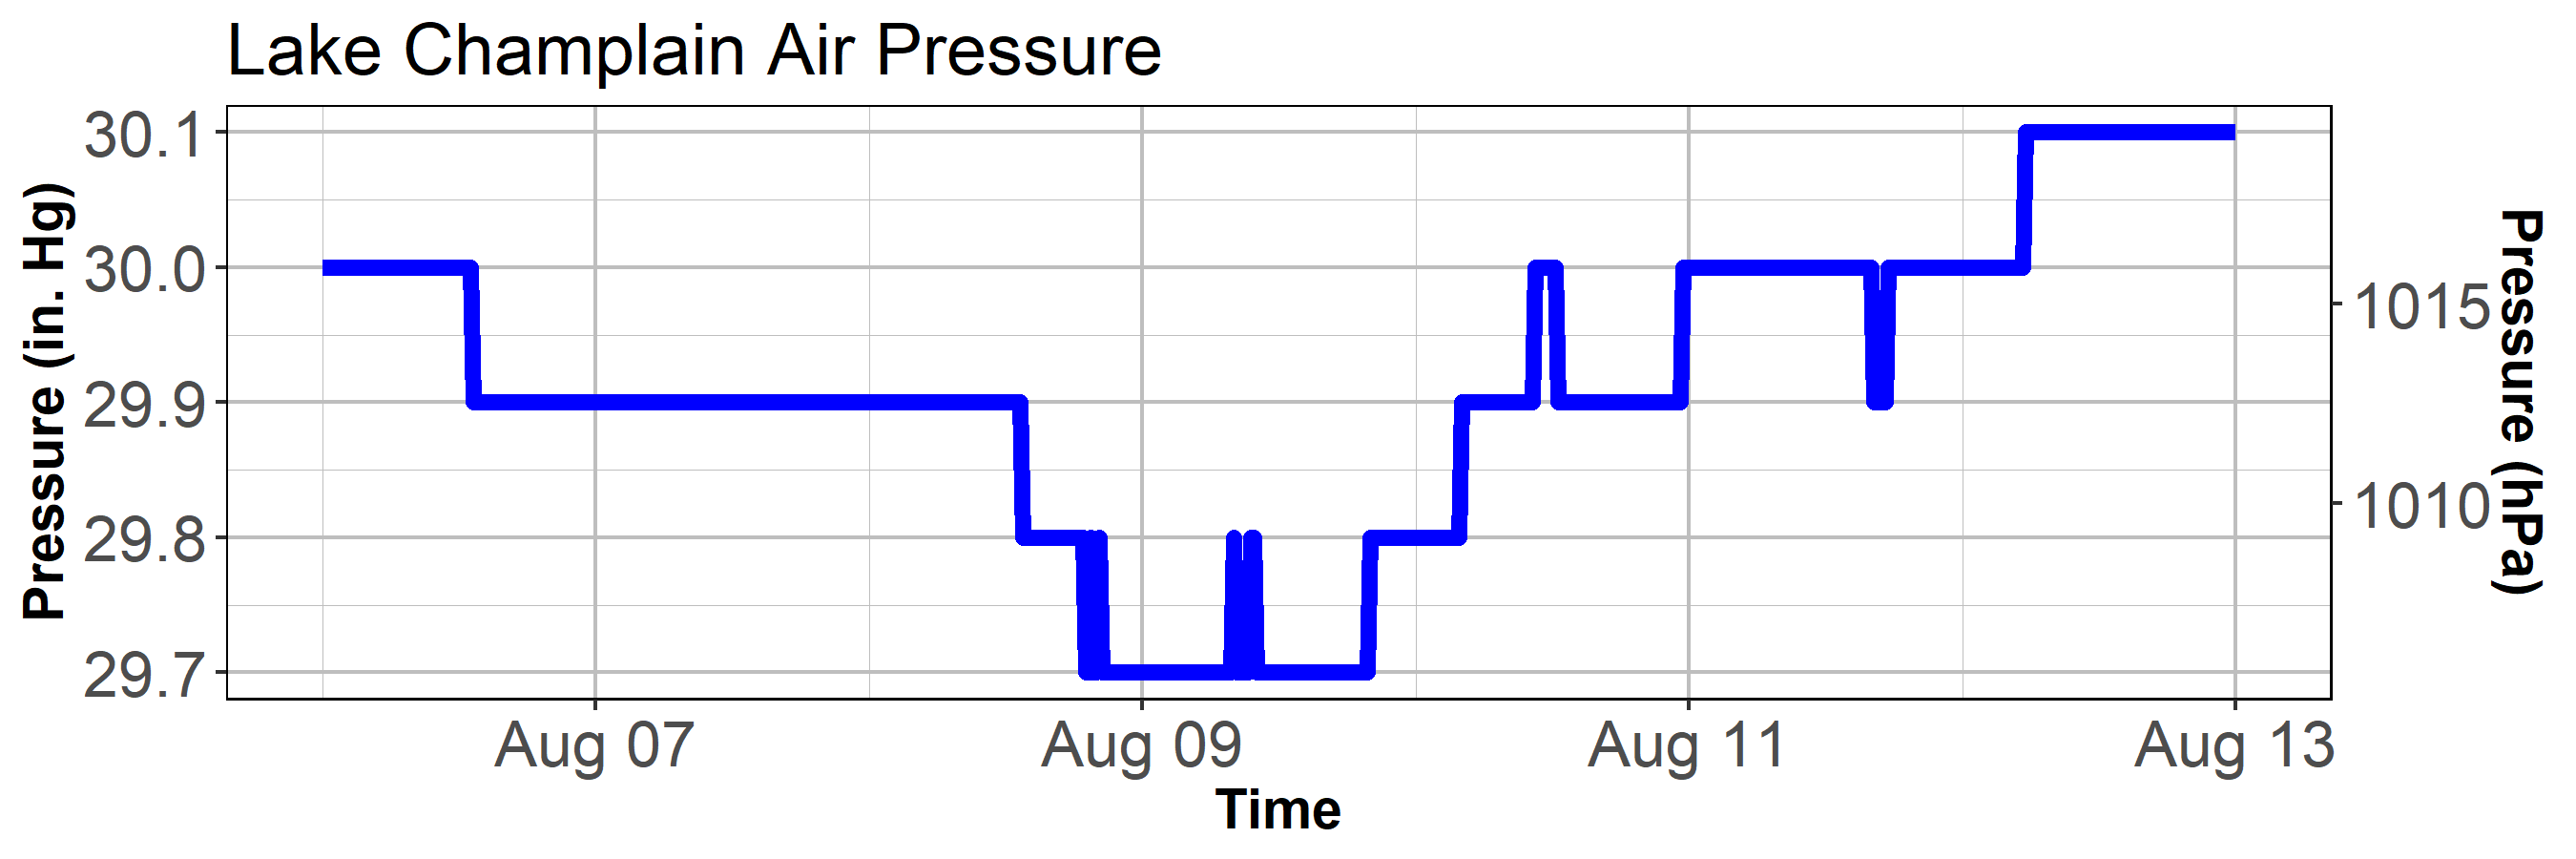 Lake Champlain Air Pressure
Pressure (in. Hg)
30.1
30.0
29.9
29.8
29.7
1015
1010
Pressure (hPa)
Aug 07 Aug 09 Aug 11 Aug 13
Time